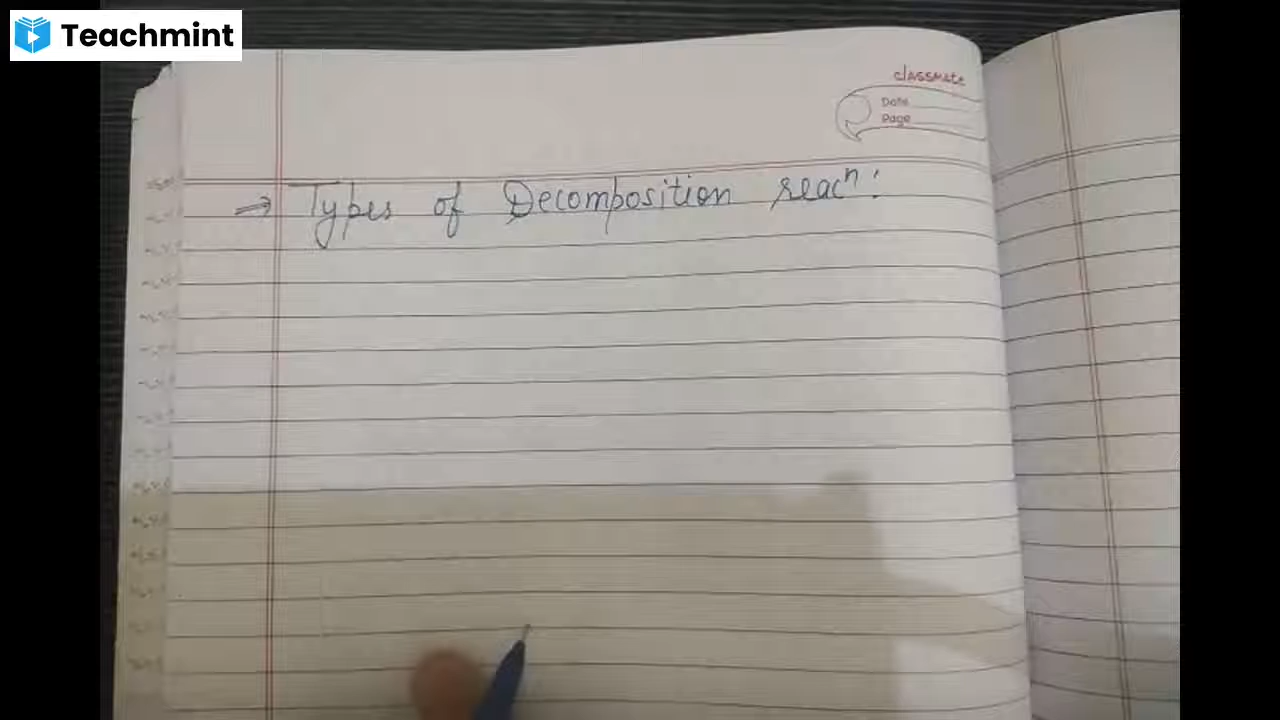 Teachmint
classmate
Date
Page
⇒ Types of Decomposition reacⁿ: